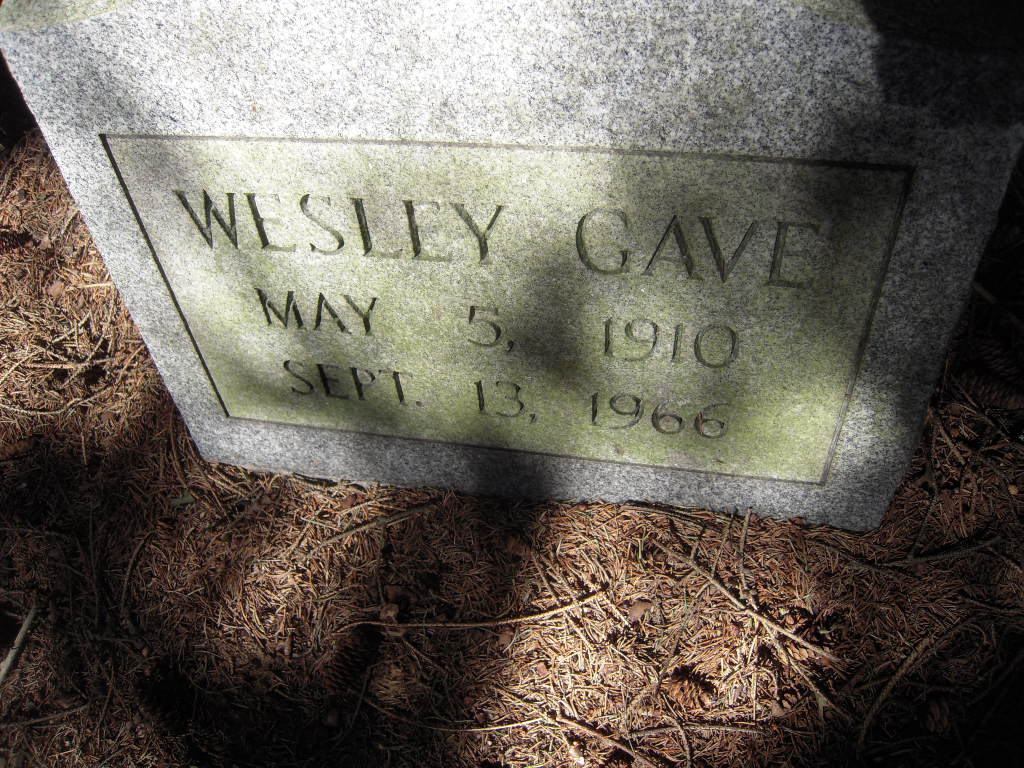 WESLEY GAVE
MAY 5, 1910
SEPT. 13, 1966